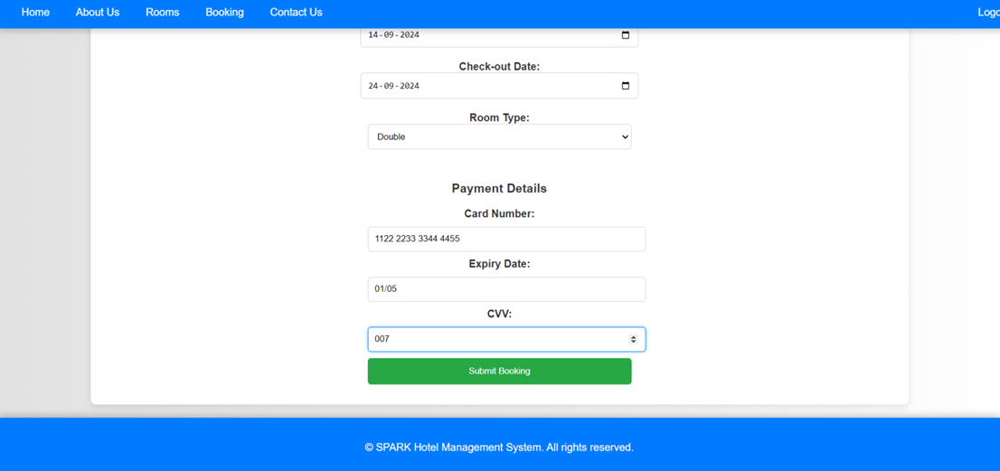 Home About Us Rooms Booking Contact Us Logo
14-09-2024
Check-out Date:
24-09-2024
Room Type:
Double
Payment Details
Card Number:
1122 2233 3344 4455
Expiry Date:
01/05
CVV:
007
Submit Booking
© SPARK Hotel Management System. All rights reserved.